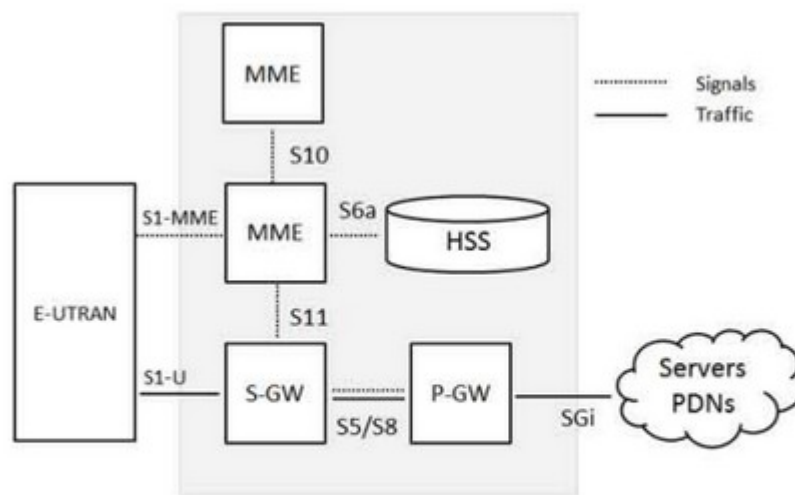 MME
Signals
Traffic
S10
S1-MME
MME
S6a
HSS
E-UTRAN
S11
S1-U
S-GW
S5/S8
P-GW
SGi
Servers
PDNs